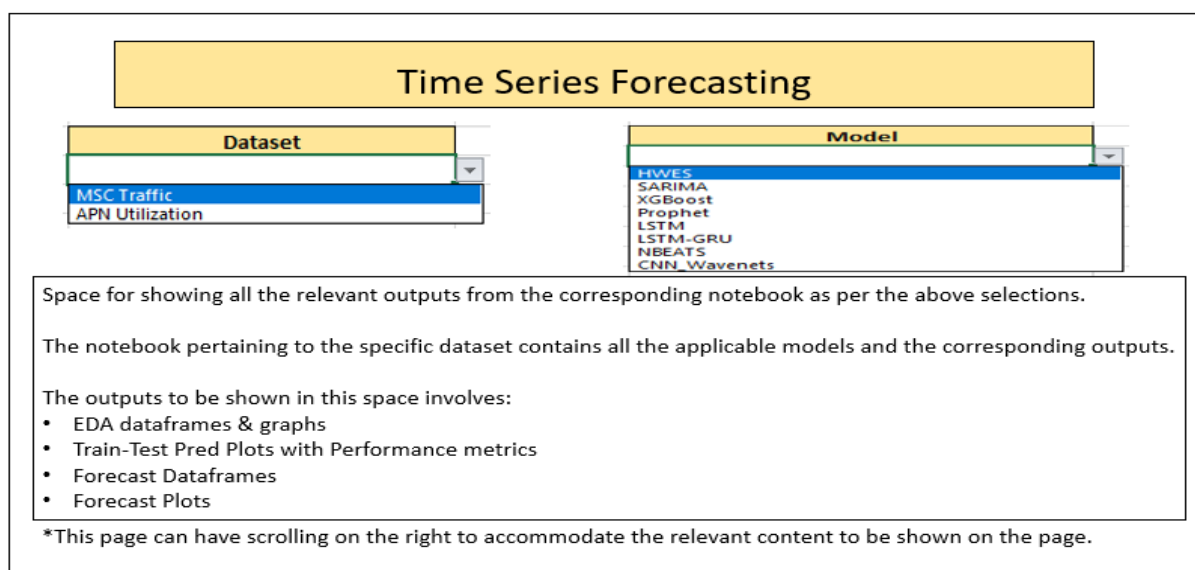 Time Series Forecasting
Dataset
MSC Traffic
APN Utilization
Model
HWES
SARIMA
XGBoost
Prophet
LSTM
LSTM-GRU
NBEATS
CNN_Wavenets
Space for showing all the relevant outputs from the corresponding notebook as per the above selections.
The notebook pertaining to the specific dataset contains all the applicable models and the corresponding outputs.
The outputs to be shown in this space involves:
• EDA dataframes & graphs
• Train-Test Pred Plots with Performance metrics
• Forecast Dataframes
• Forecast Plots
*This page can have scrolling on the right to accommodate the relevant content to be shown on the page.